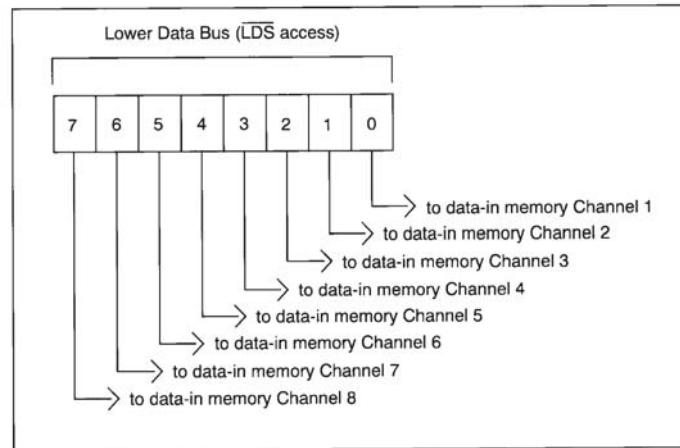 Lower Data Bus (LDS access)
7 6 5 4 3 2 1 0
to data-in memory Channel 1
to data-in memory Channel 2
to data-in memory Channel 3
to data-in memory Channel 4
to data-in memory Channel 5
to data-in memory Channel 6
to data-in memory Channel 7
to data-in memory Channel 8